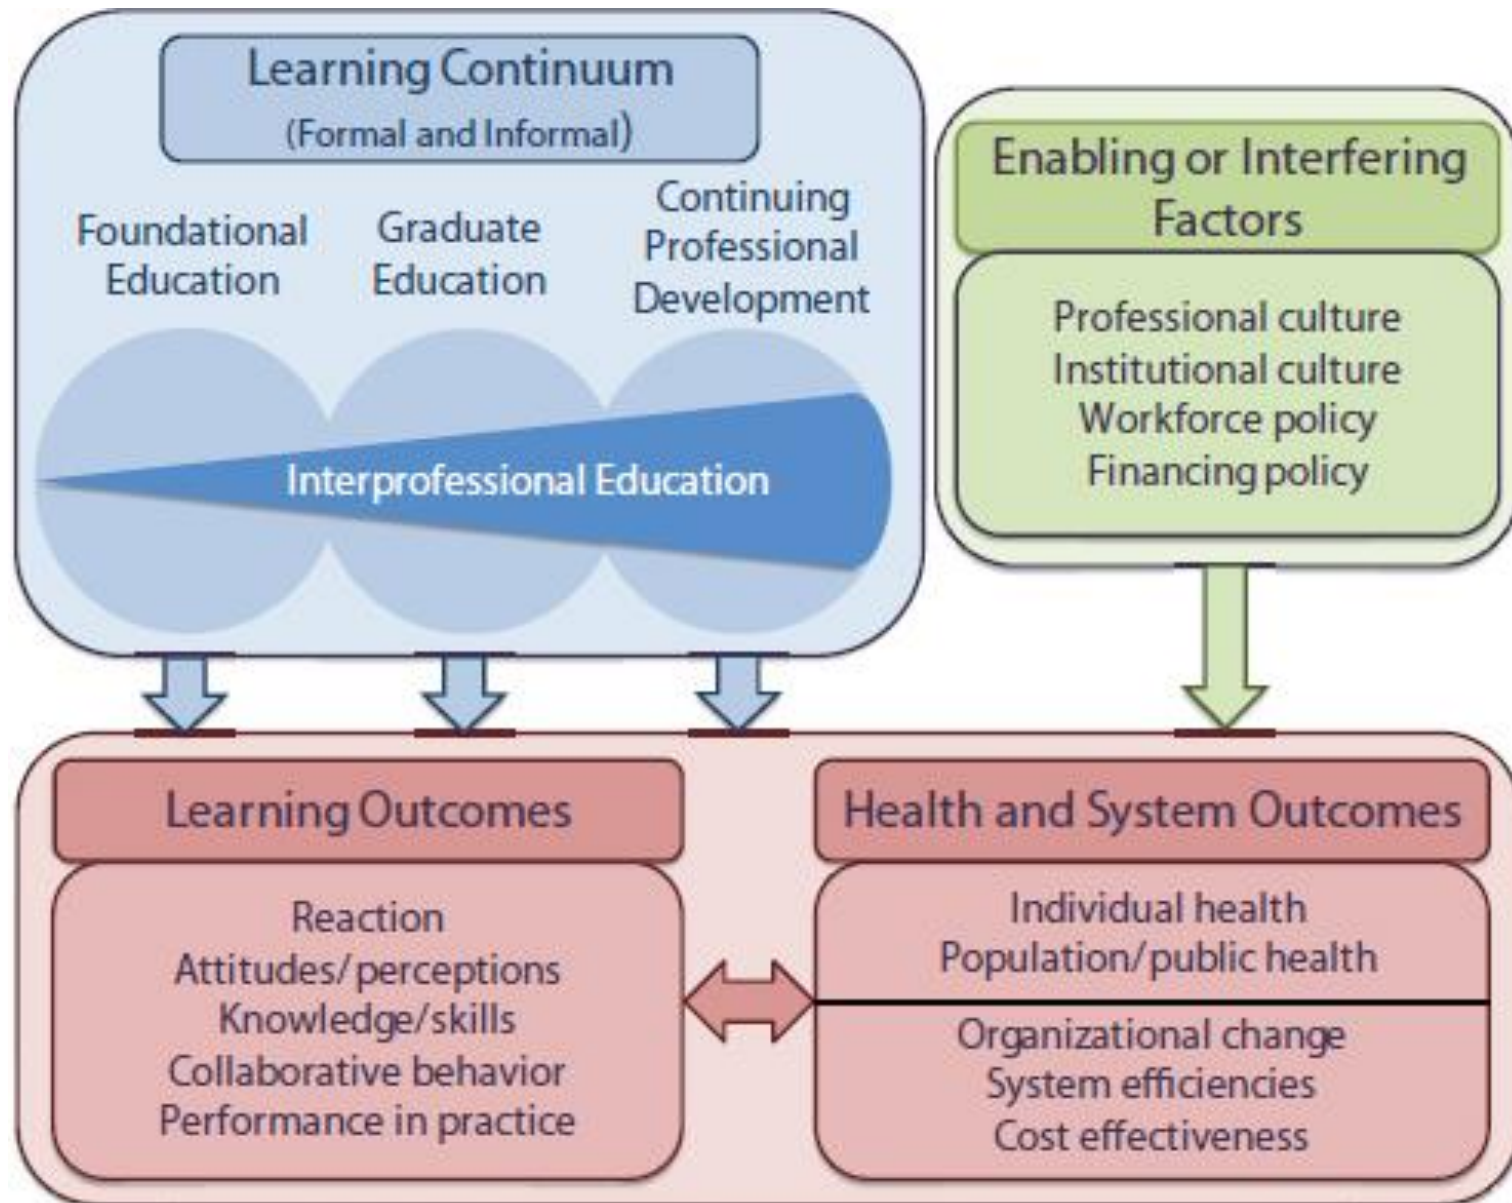 Learning Continuum
(Formal and Informal)
Foundational
Education
Graduate
Education
Continuing
Professional
Development
Interprofessional Education
Enabling or Interfering
Factors
Professional culture
Institutional culture
Workforce policy
Financing policy
Learning Outcomes
Reaction
Attitudes/perceptions
Knowledge/skills
Collaborative behavior
Performance in practice
Health and System Outcomes
Individual health
Population/public health
Organizational change
System efficiencies
Cost effectiveness